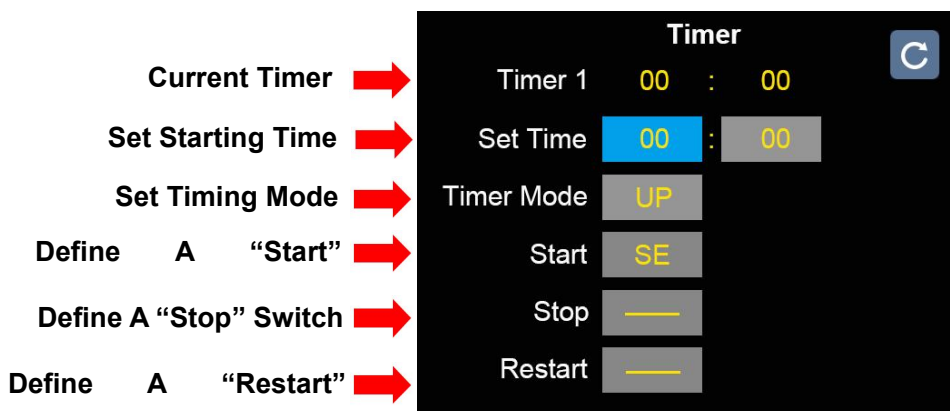 Timer
Current Timer Timer 1 00 : 00
Set Starting Time Set Time 00 : 00
Set Timing Mode Timer Mode UP
Define A “Start” Start SE
Define A “Stop” Switch Stop —
Define A “Restart” Restart —